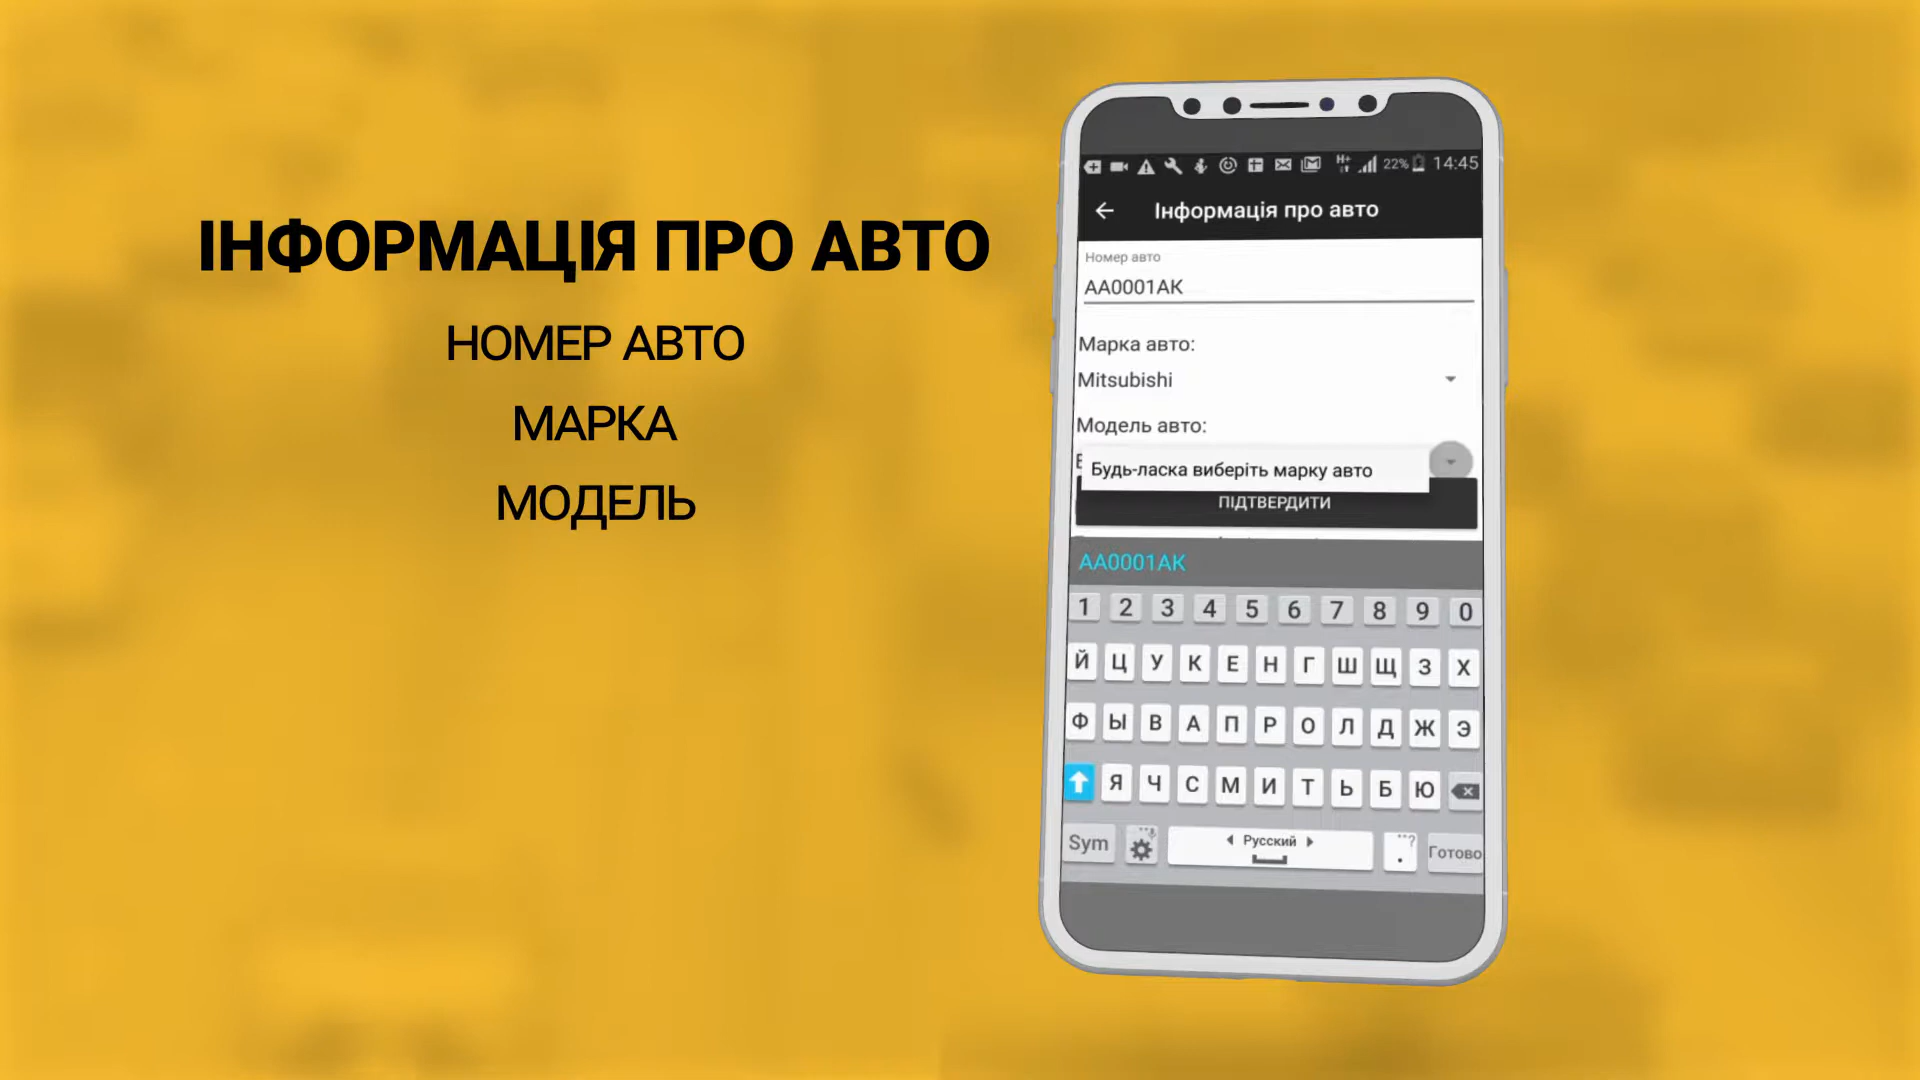 ІНФОРМАЦІЯ ПРО АВТО
НОМЕР АВТО
МАРКА
МОДЕЛЬ
22% 14:45
Інформація про авто
Номер авто
АА0001АК
Марка авто:
Mitsubishi
Модель авто:
Будь-ласка виберіть марку авто
ПІДТВЕРДИТИ
АА0001АК
1 2 3 4 5 6 7 8 9 0
Й Ц У К Е Н Г Ш Щ З Х
Ф Ы В А П Р О Л Д Ж Э
Я Ч С М И Т Ь Б Ю
Sym Русский . Готово